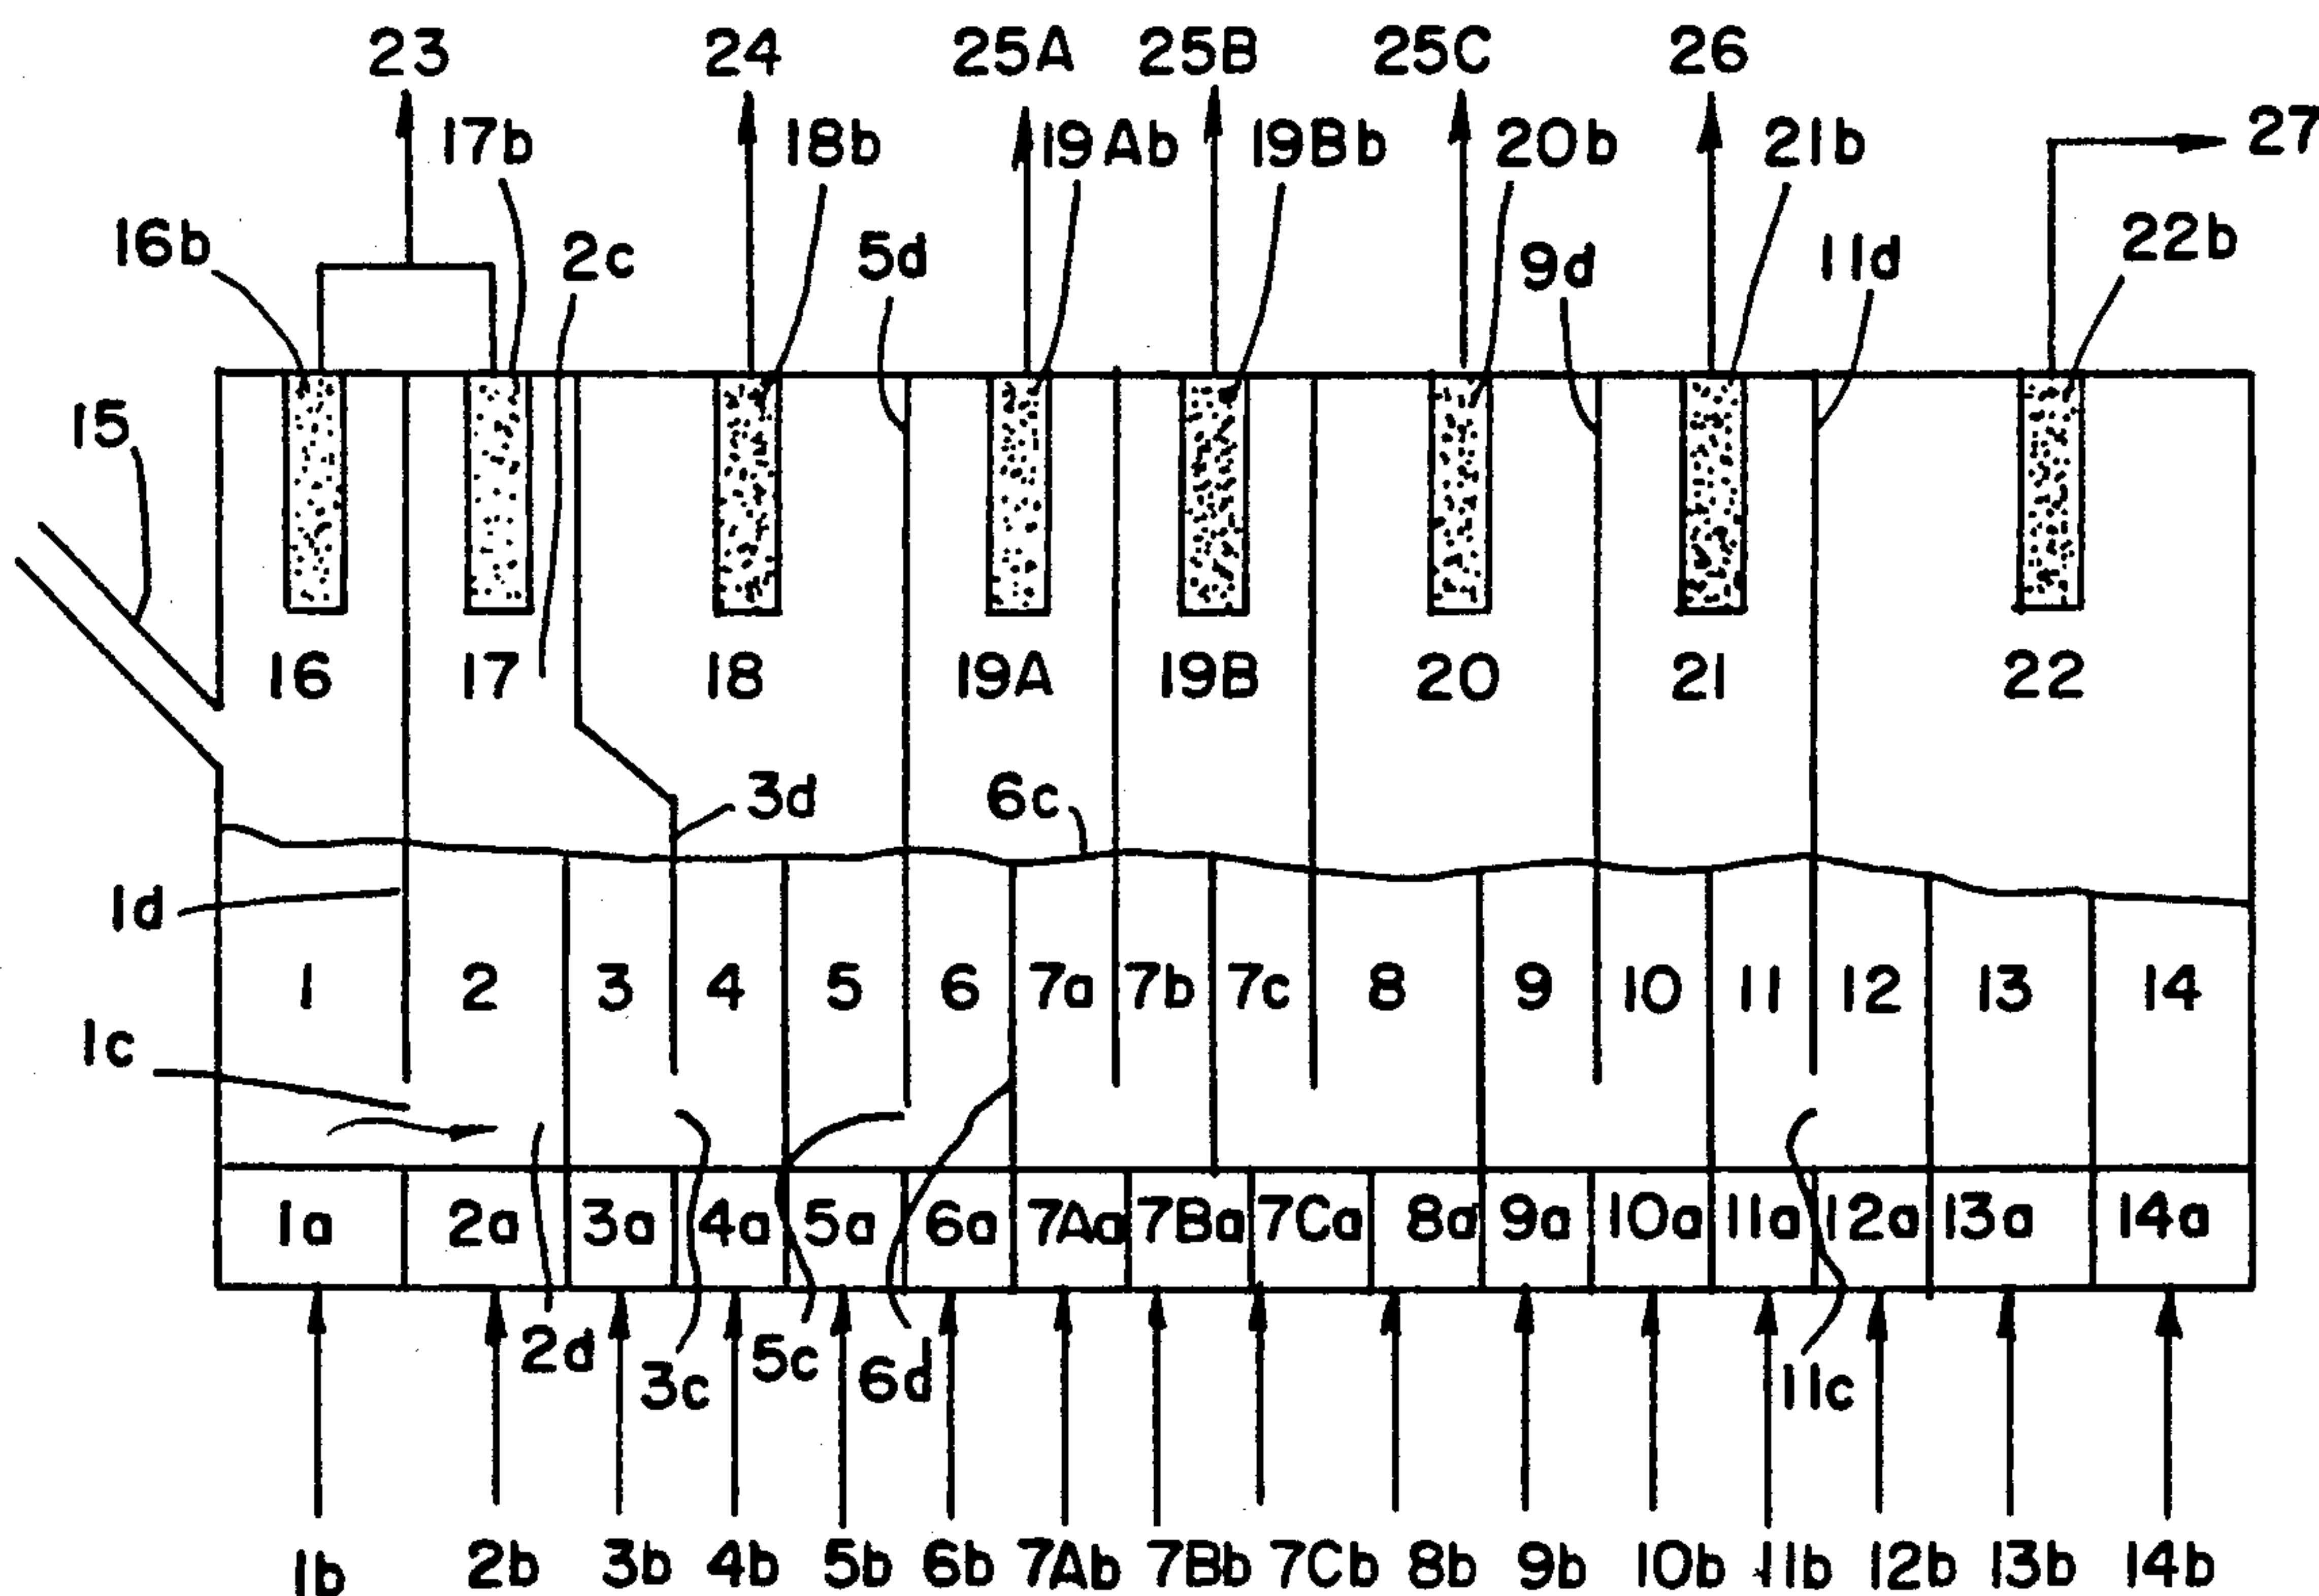 23 24 25A 25B 25C 26
17b 18b 19Ab 19Bb 20b 21b 27
16b 2c 5d 9d 11d 22b
15
16 17 18 19A 19B 20 21 22
3d 6c
1d
1 2 3 4 5 6 7a 7b 7c 8 9 10 11 12 13 14
1c
1a 2a 3a 4a 5a 6a 7Aa 7Ba 7Ca 8a 9a 10a 11a 12a 13a 14a
2d 3c 5c 6d 11c
1b 2b 3b 4b 5b 6b 7Ab 7Bb 7Cb 8b 9b 10b 11b 12b 13b 14b